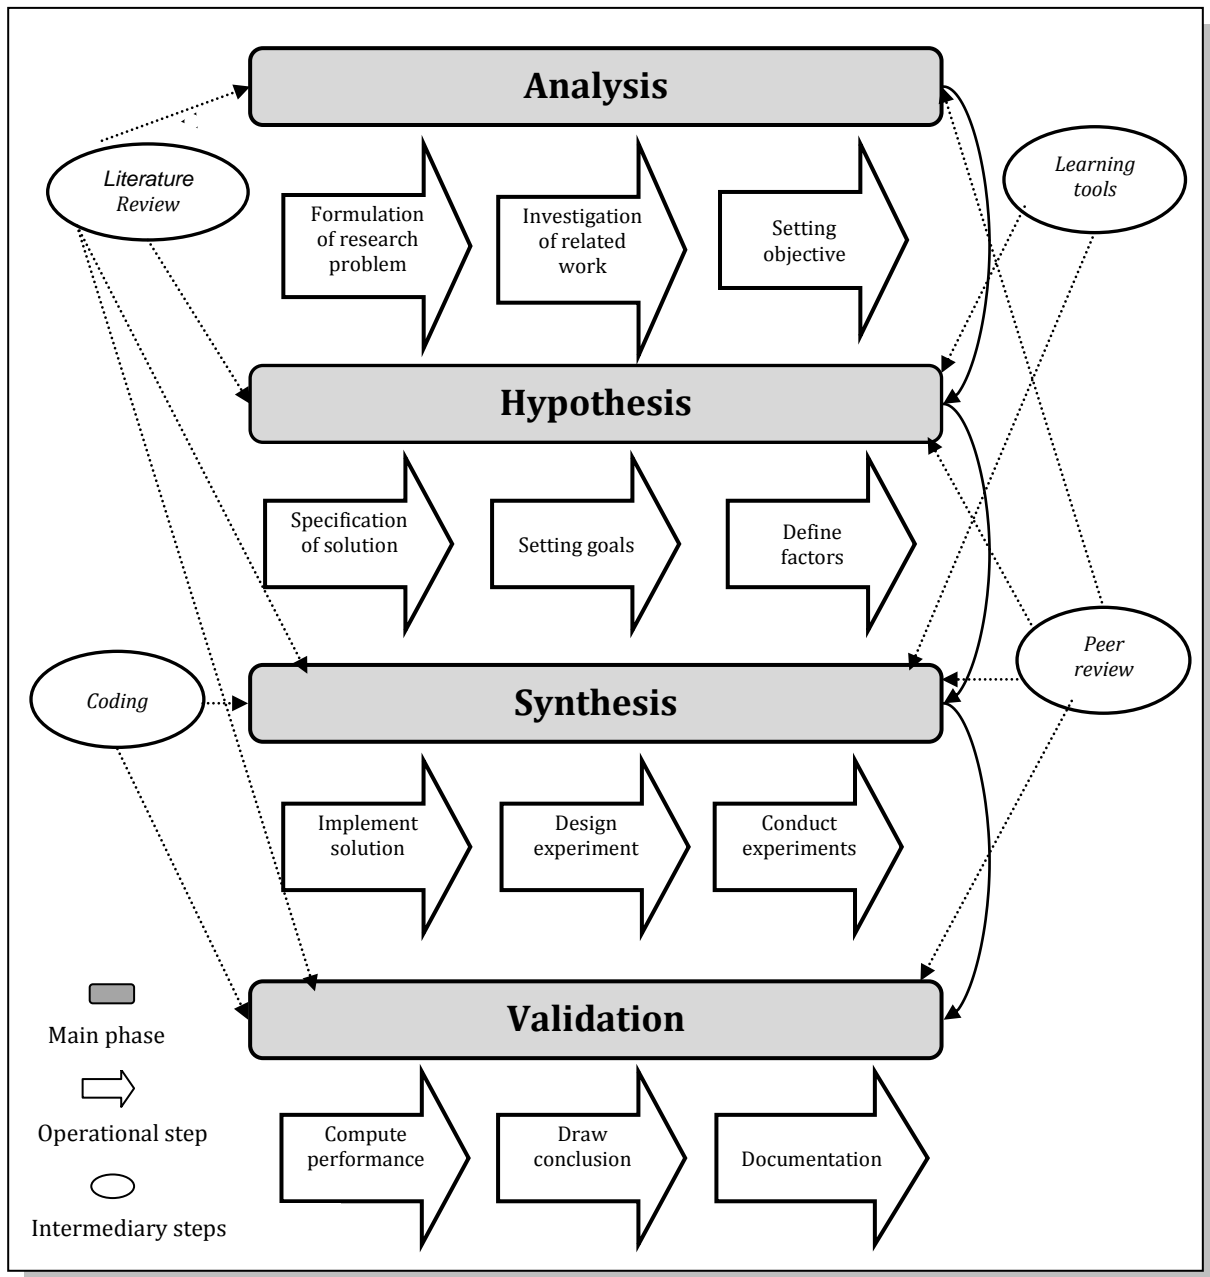 Analysis
Literature
Review
Learning
tools
Formulation
of research
problem
Investigation
of related
work
Setting
objective
Hypothesis
Specification
of solution
Setting goals
Define
factors
Peer
review
Coding
Synthesis
Implement
solution
Design
experiment
Conduct
experiments
Validation
Main phase
Operational step
Intermediary steps
Compute
performance
Draw
conclusion
Documentation